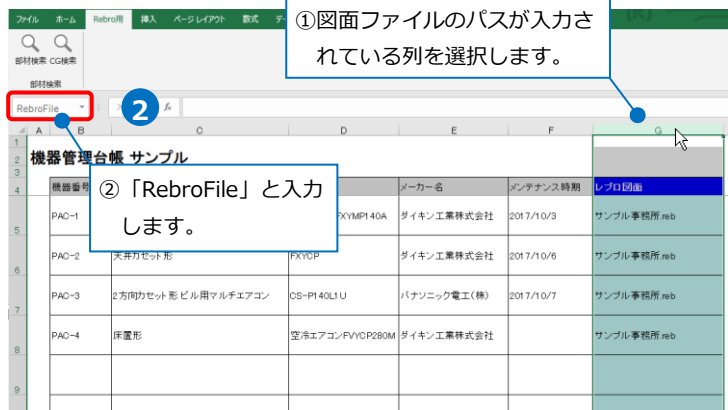 ファイル ホーム Rebro用 挿入 ページレイアウト 数式
①図面ファイルのパスが入力さ
れている列を選択します。
部材検索 CG検索
部材検索
RebroFile
2
fx
A B C D E F G
1
2 機器管理台帳 サンプル
3
②「RebroFile」と入力
します。
4 機器番号 メーカー名 メンテナンス時期 レブロ図面
5 PAC-1 FXYMP140A ダイキン工業株式会社 2017/10/3 サンプル事務所.reb
6 PAC-2 天井カセット形 FXYCP ダイキン工業株式会社 2017/10/6 サンプル事務所.reb
7 PAC-3 2方向カセット形ビル用マルチエアコン CS-P140L1U パナソニック電工(株) 2017/10/7 サンプル事務所.reb
8 PAC-4 床置形 空冷エアコンFVYCP280M ダイキン工業株式会社 サンプル事務所.reb
9